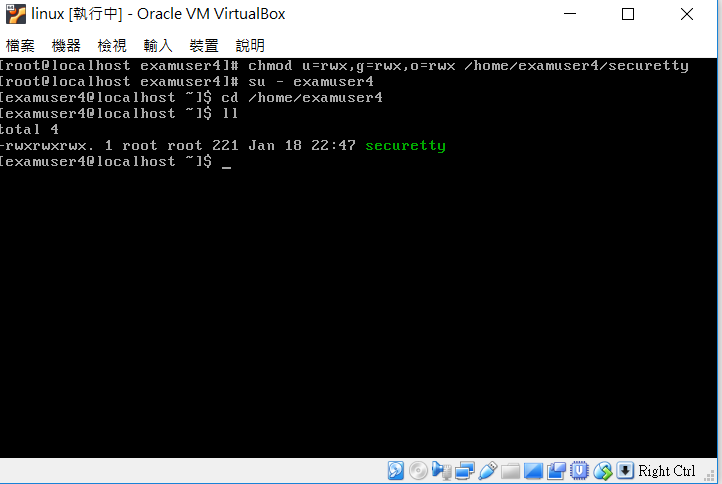 linux [執行中] - Oracle VM VirtualBox
檔案 機器 檢視 輸入 裝置 說明
[root@localhost examuser4]# chmod u=rwx,g=rwx,o=rwx /home/examuser4/securetty
[root@localhost examuser4]# su - examuser4
[examuser4@localhost ~]$ cd /home/examuser4
[examuser4@localhost ~]$ ll
total 4
-rwxrwxrwx. 1 root root 221 Jan 18 22:47 securetty
[examuser4@localhost ~]$ _
Right Ctrl